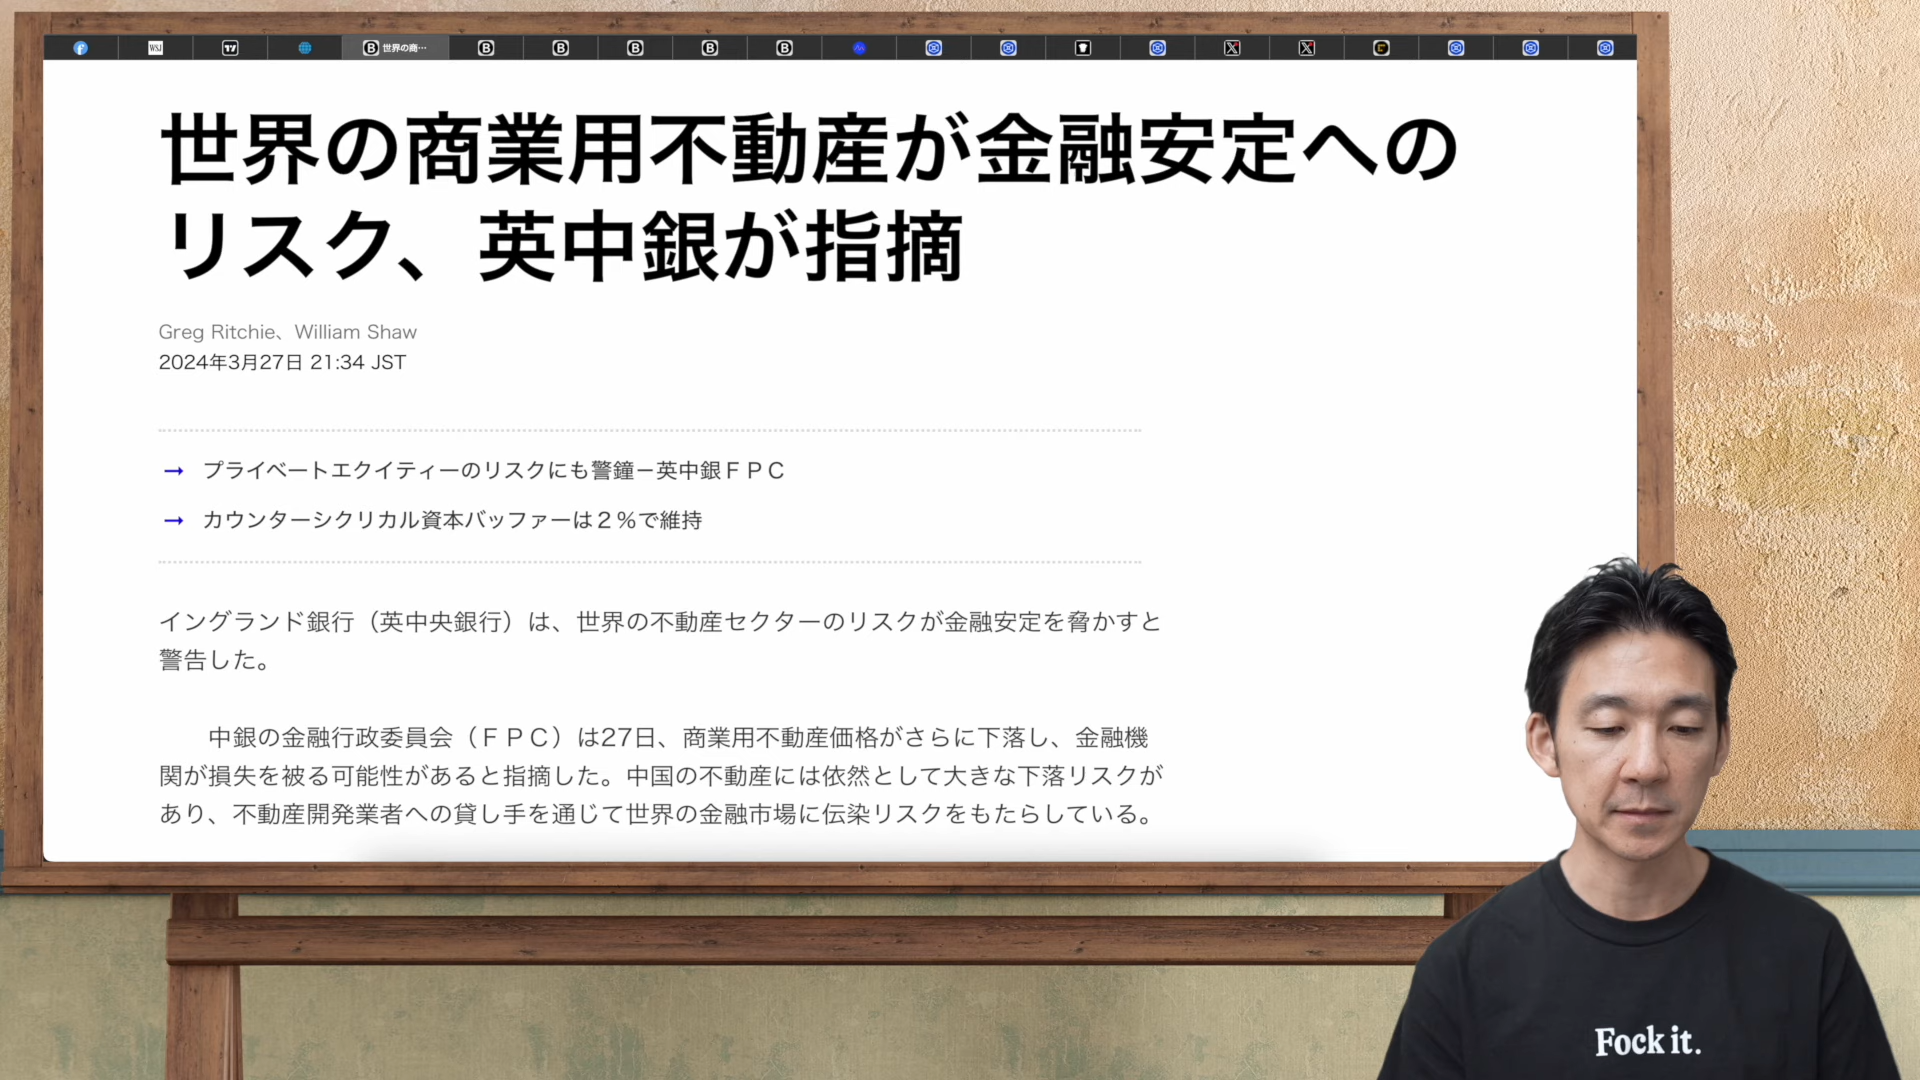 WSJ
世界の商…
世界の商業用不動産が金融安定への
リスク、英中銀が指摘
Greg Ritchie、William Shaw
2024年3月27日 21:34 JST
→ プライベートエクイティーのリスクにも警鐘－英中銀ＦＰＣ
→ カウンターシクリカル資本バッファーは２％で維持
イングランド銀行（英中央銀行）は、世界の不動産セクターのリスクが金融安定を脅かすと
警告した。
中銀の金融行政委員会（ＦＰＣ）は27日、商業用不動産価格がさらに下落し、金融機
関が損失を被る可能性があると指摘した。中国の不動産には依然として大きな下落リスクが
あり、不動産開発業者への貸し手を通じて世界の金融市場に伝染リスクをもたらしている。
Fock it.